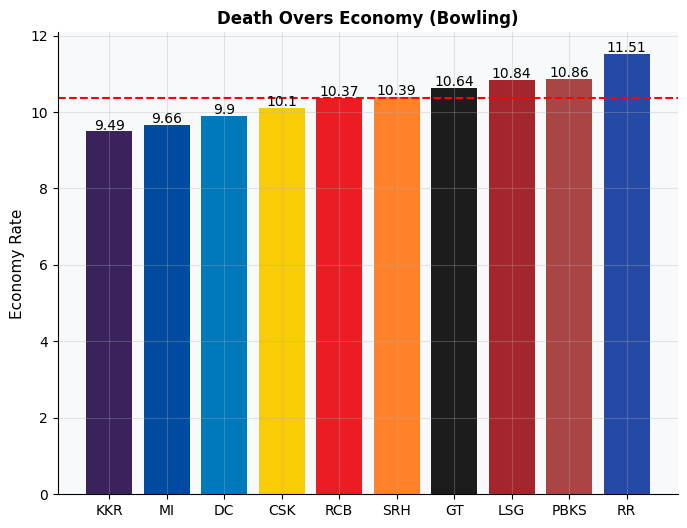 Death Overs Economy (Bowling)
Economy Rate
12
10
8
6
4
2
0
9.49
9.66
9.9
10.1
10.37
10.39
10.64
10.84
10.86
11.51
KKR
MI
DC
CSK
RCB
SRH
GT
LSG
PBKS
RR